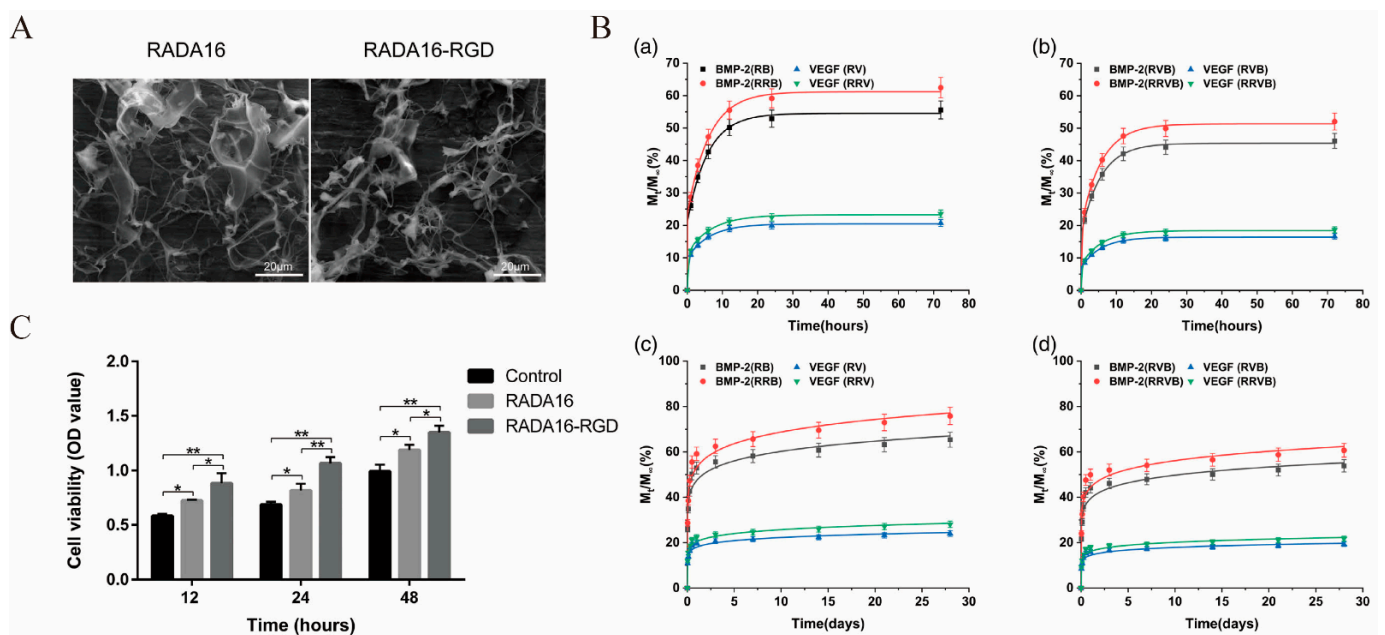 A
RADA16 RADA16-RGD
20μm 20μm
B
(a)
BMP-2(RB) VEGF (RV)
BMP-2(RRB) VEGF (RRV)
Mt/M∞(%)
70
60
50
40
30
20
10
0
0 10 20 30 40 50 60 70 80
Time(hours)
(b)
BMP-2(RVB) VEGF (RVB)
BMP-2(RRVB) VEGF (RRVB)
Mt/M∞(%)
70
60
50
40
30
20
10
0
0 10 20 30 40 50 60 70 80
Time(hours)
(c)
BMP-2(RB) VEGF (RV)
BMP-2(RRB) VEGF (RRV)
Mt/M∞(%)
100
80
60
40
20
0
0 5 10 15 20 25 30
Time(days)
(d)
BMP-2(RVB) VEGF (RVB)
BMP-2(RRVB) VEGF (RRVB)
Mt/M∞(%)
100
80
60
40
20
0
0 5 10 15 20 25 30
Time(days)
C
Cell viability (OD value)
2.0
1.5
1.0
0.5
0.0
Control
RADA16
RADA16-RGD
**
*
*
**
**
*
**
*
*
12 24 48
Time (hours)